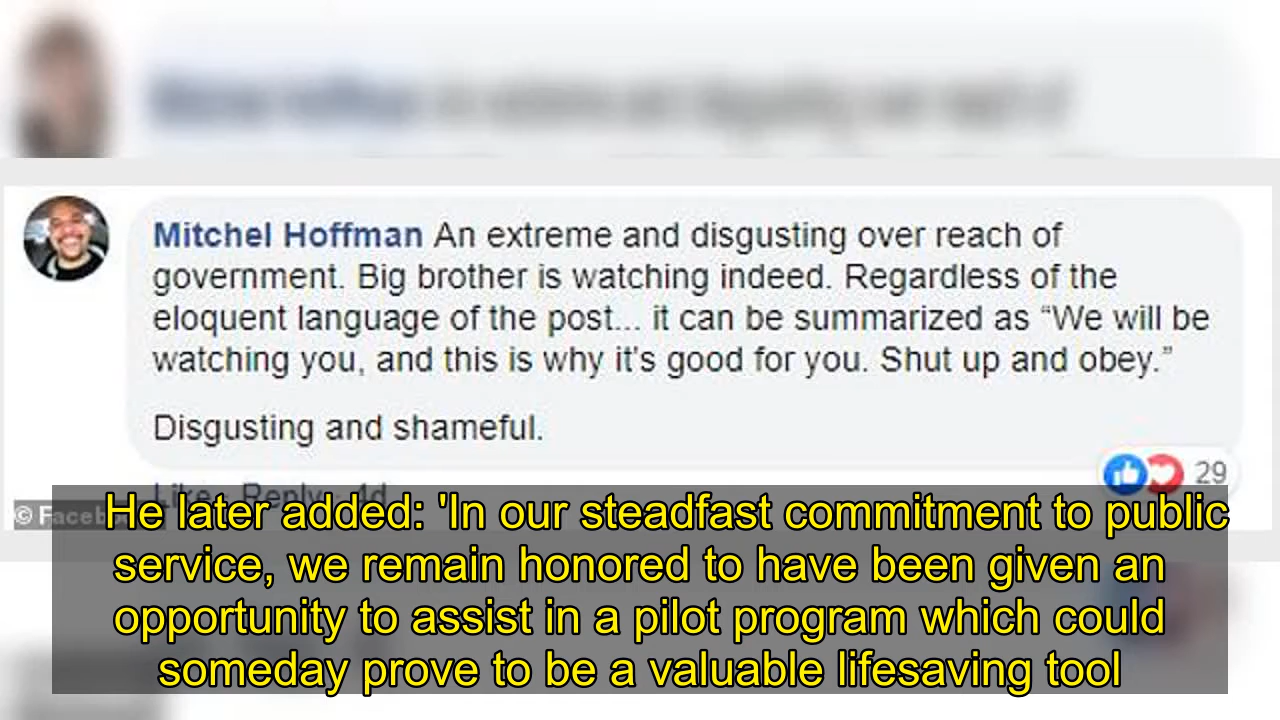 Mitchel Hoffman An extreme and disgusting over reach of
government. Big brother is watching indeed. Regardless of the
eloquent language of the post... it can be summarized as “We will be
watching you, and this is why it's good for you. Shut up and obey.”
Disgusting and shameful.
29
Like · Reply · 4d
© Facebo
He later added: 'In our steadfast commitment to public
service, we remain honored to have been given an
opportunity to assist in a pilot program which could
someday prove to be a valuable lifesaving tool